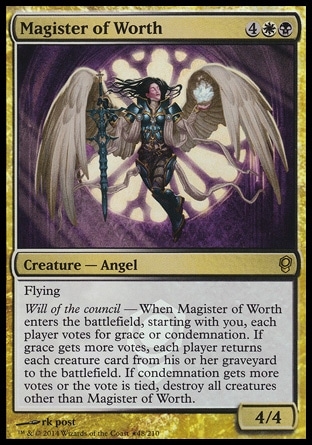 Magister of Worth 4
Creature — Angel
Flying
Will of the council — When Magister of Worth
enters the battlefield, starting with you, each
player votes for grace or condemnation. If
grace gets more votes, each player returns
each creature card from his or her graveyard
to the battlefield. If condemnation gets more
votes or the vote is tied, destroy all creatures
other than Magister of Worth.
rk post
4/4
™ & © 2014 Wizards of the Coast 48/210